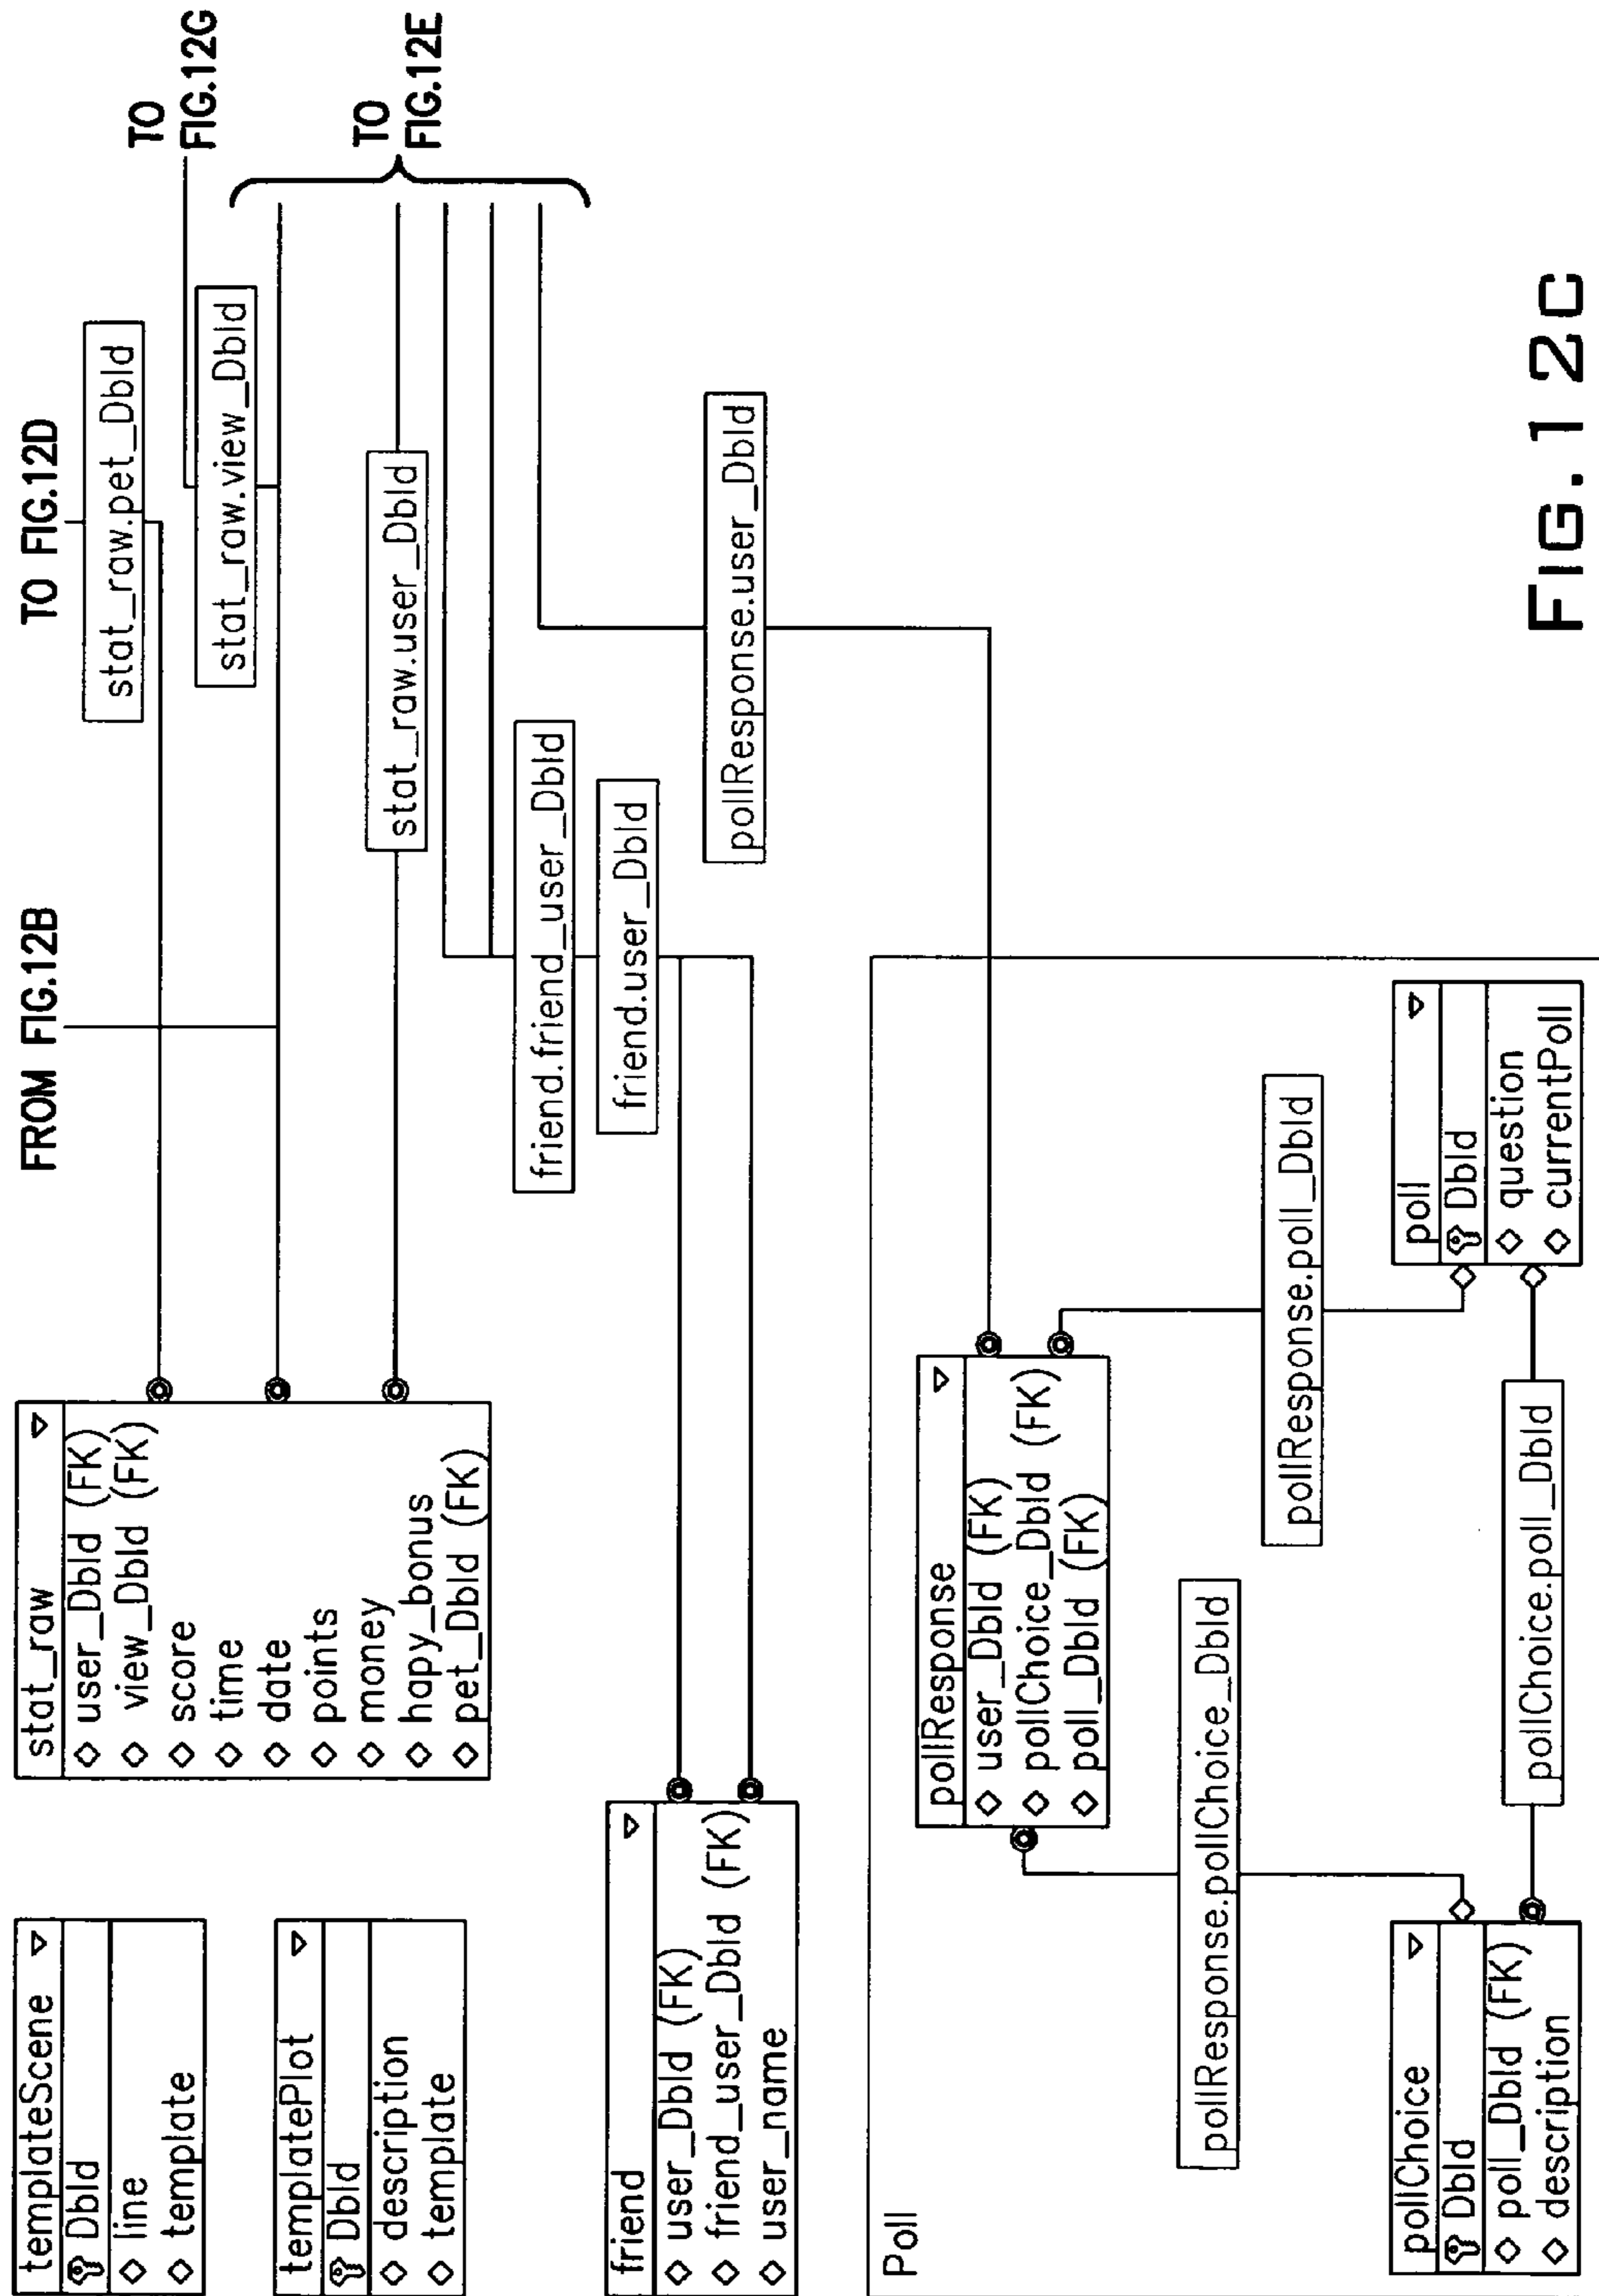 FROM FIG.12B
TO FIG.12D
TO
FIG.12G
TO
FIG.12E
templateScene
DbId
line
template
templatePlot
DbId
description
template
stat_raw
user_DbId (FK)
view_DbId (FK)
score
time
date
points
money
hapy_bonus
pet_DbId (FK)
stat_raw.pet_DbId
stat_raw.view_DbId
stat_raw.user_DbId
friend.friend_user_DbId
friend.user_DbId
pollResponse.user_DbId
friend
user_DbId (FK)
friend_user_DbId (FK)
user_name
Poll
pollResponse
user_DbId (FK)
pollChoice_DbId (FK)
poll_DbId (FK)
pollResponse.pollChoice_DbId
pollResponse.poll_DbId
pollChoice
DbId
poll_DbId (FK)
description
pollChoice.poll_DbId
poll
DbId
question
currentPoll
FIG. 12C